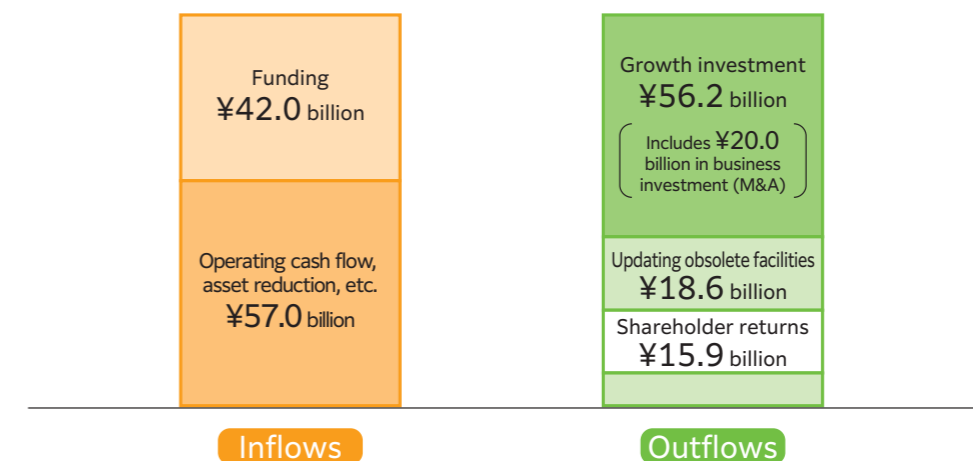 Funding
¥42.0 billion
Operating cash flow,
asset reduction, etc.
¥57.0 billion
Inflows
Growth investment
¥56.2 billion
Includes ¥20.0
billion in business
investment (M&A)
Updating obsolete facilities
¥18.6 billion
Shareholder returns
¥15.9 billion
Outflows